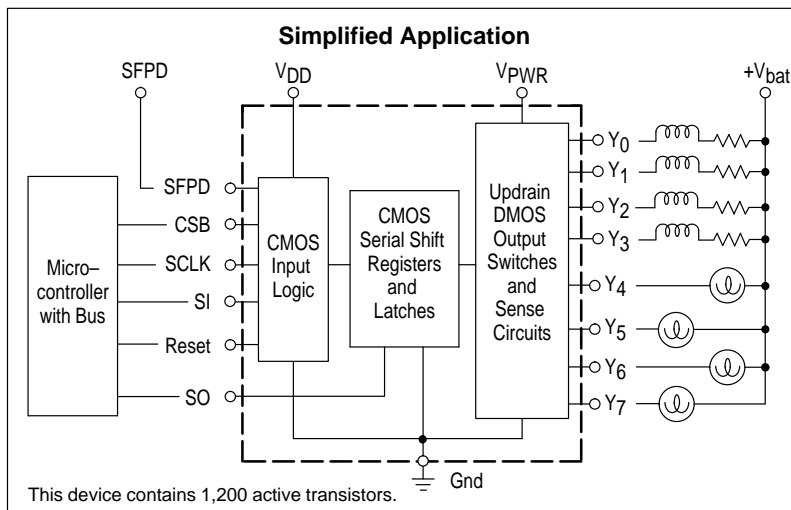 Simplified Application
SFPD
VDD
VPWR
+Vbat
SFPD
CSB
SCLK
SI
Reset
SO
Micro–
controller
with Bus
CMOS
Input
Logic
CMOS
Serial Shift
Registers
and
Latches
Updrain
DMOS
Output
Switches
and
Sense
Circuits
Y0
Y1
Y2
Y3
Y4
Y5
Y6
Y7
Gnd
This device contains 1,200 active transistors.